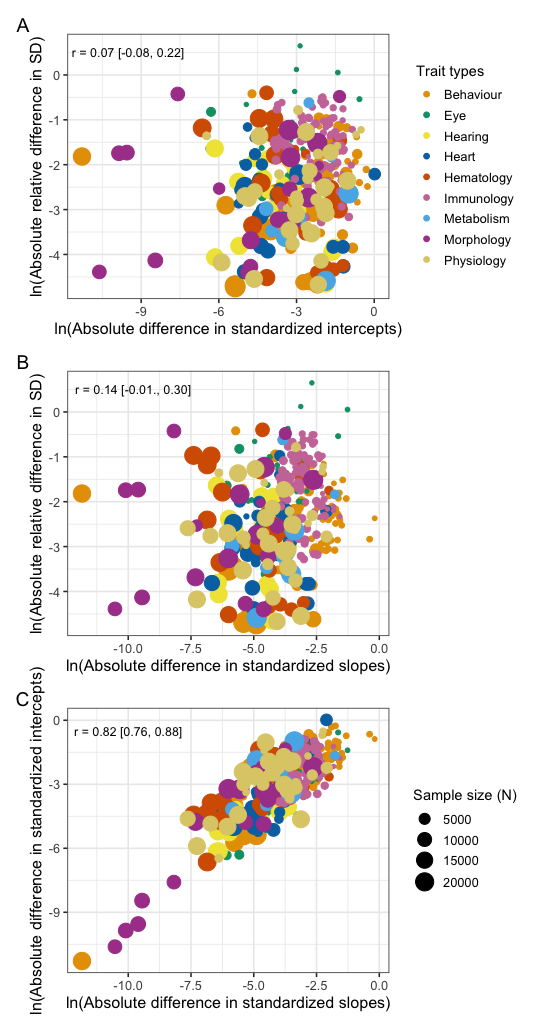 A
r = 0.07 [-0.08, 0.22]
ln(Absolute relative difference in SD)
0
-1
-2
-3
-4
-9
-6
-3
0
ln(Absolute difference in standardized intercepts)
Trait types
Behaviour
Eye
Hearing
Heart
Hematology
Immunology
Metabolism
Morphology
Physiology
B
r = 0.14 [-0.01., 0.30]
ln(Absolute relative difference in SD)
0
-1
-2
-3
-4
-10.0
-7.5
-5.0
-2.5
0.0
ln(Absolute difference in standardized slopes)
C
r = 0.82 [0.76, 0.88]
ln(Absolute difference in standardized intercepts)
0
-3
-6
-9
-10.0
-7.5
-5.0
-2.5
0.0
ln(Absolute difference in standardized slopes)
Sample size (N)
5000
10000
15000
20000